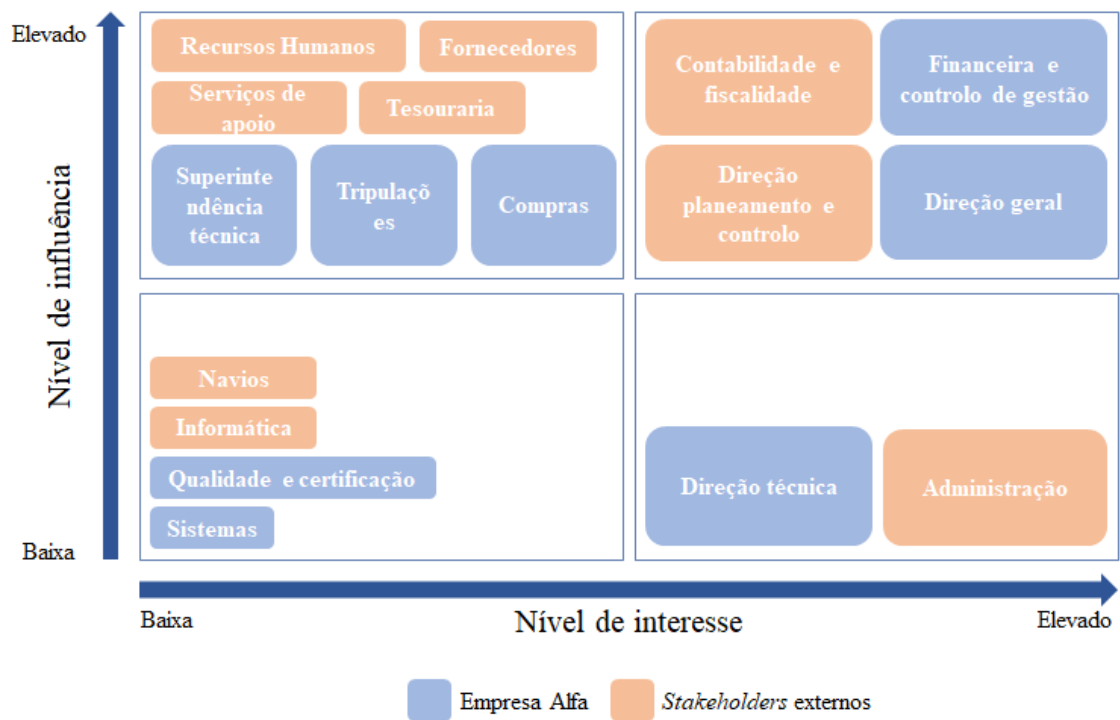 Elevado
Recursos Humanos
Fornecedores
Contabilidade e
fiscalidade
Financeira e
controlo de gestão
Serviços de
apoio
Tesouraria
Superinte
ndência
técnica
Tripulaçõ
es
Compras
Direção
planeamento e
controlo
Direção geral
Nível de influência
Navios
Informática
Qualidade e certificação
Sistemas
Direção técnica
Administração
Baixa
Baixa
Nível de interesse
Elevado
Empresa Alfa
Stakeholders externos